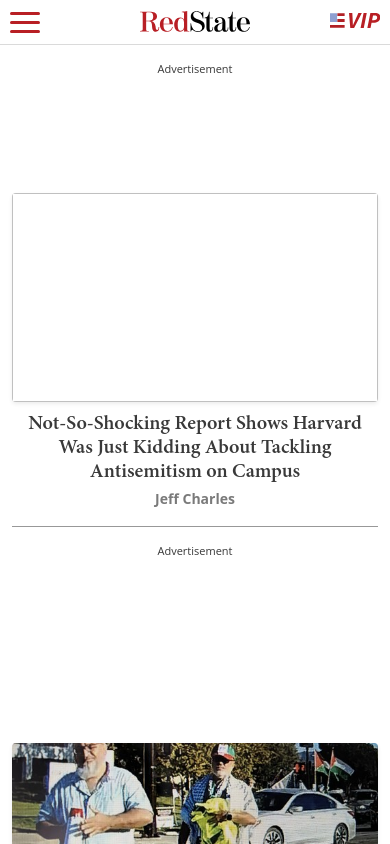 RedState
VIP
Advertisement
Not-So-Shocking Report Shows Harvard
Was Just Kidding About Tackling
Antisemitism on Campus
Jeff Charles
Advertisement